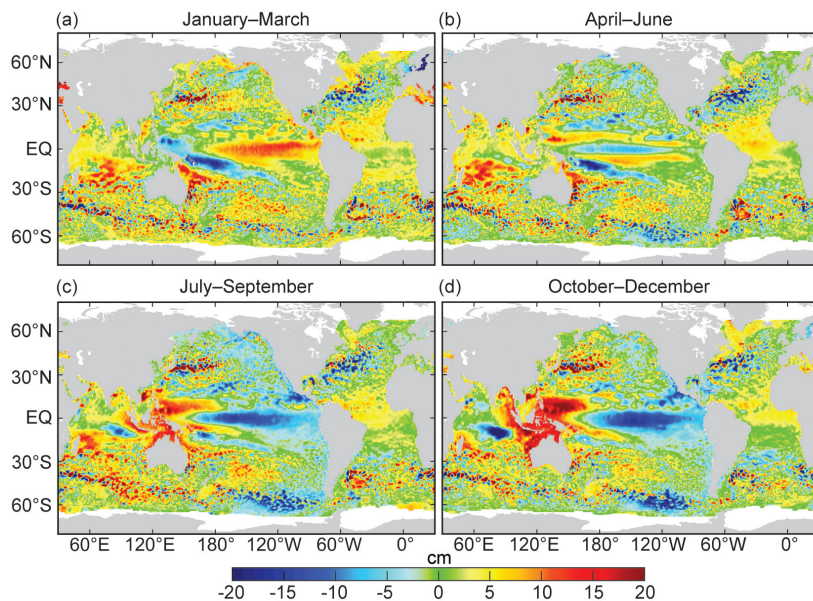 (a) January–March
(b) April–June
60°N
30°N
EQ
30°S
60°S
(c) July–September
(d) October–December
60°N
30°N
EQ
30°S
60°S
60°E 120°E 180° 120°W 60°W 0° 60°E 120°E 180° 120°W 60°W 0°
cm
-20 -15 -10 -5 0 5 10 15 20